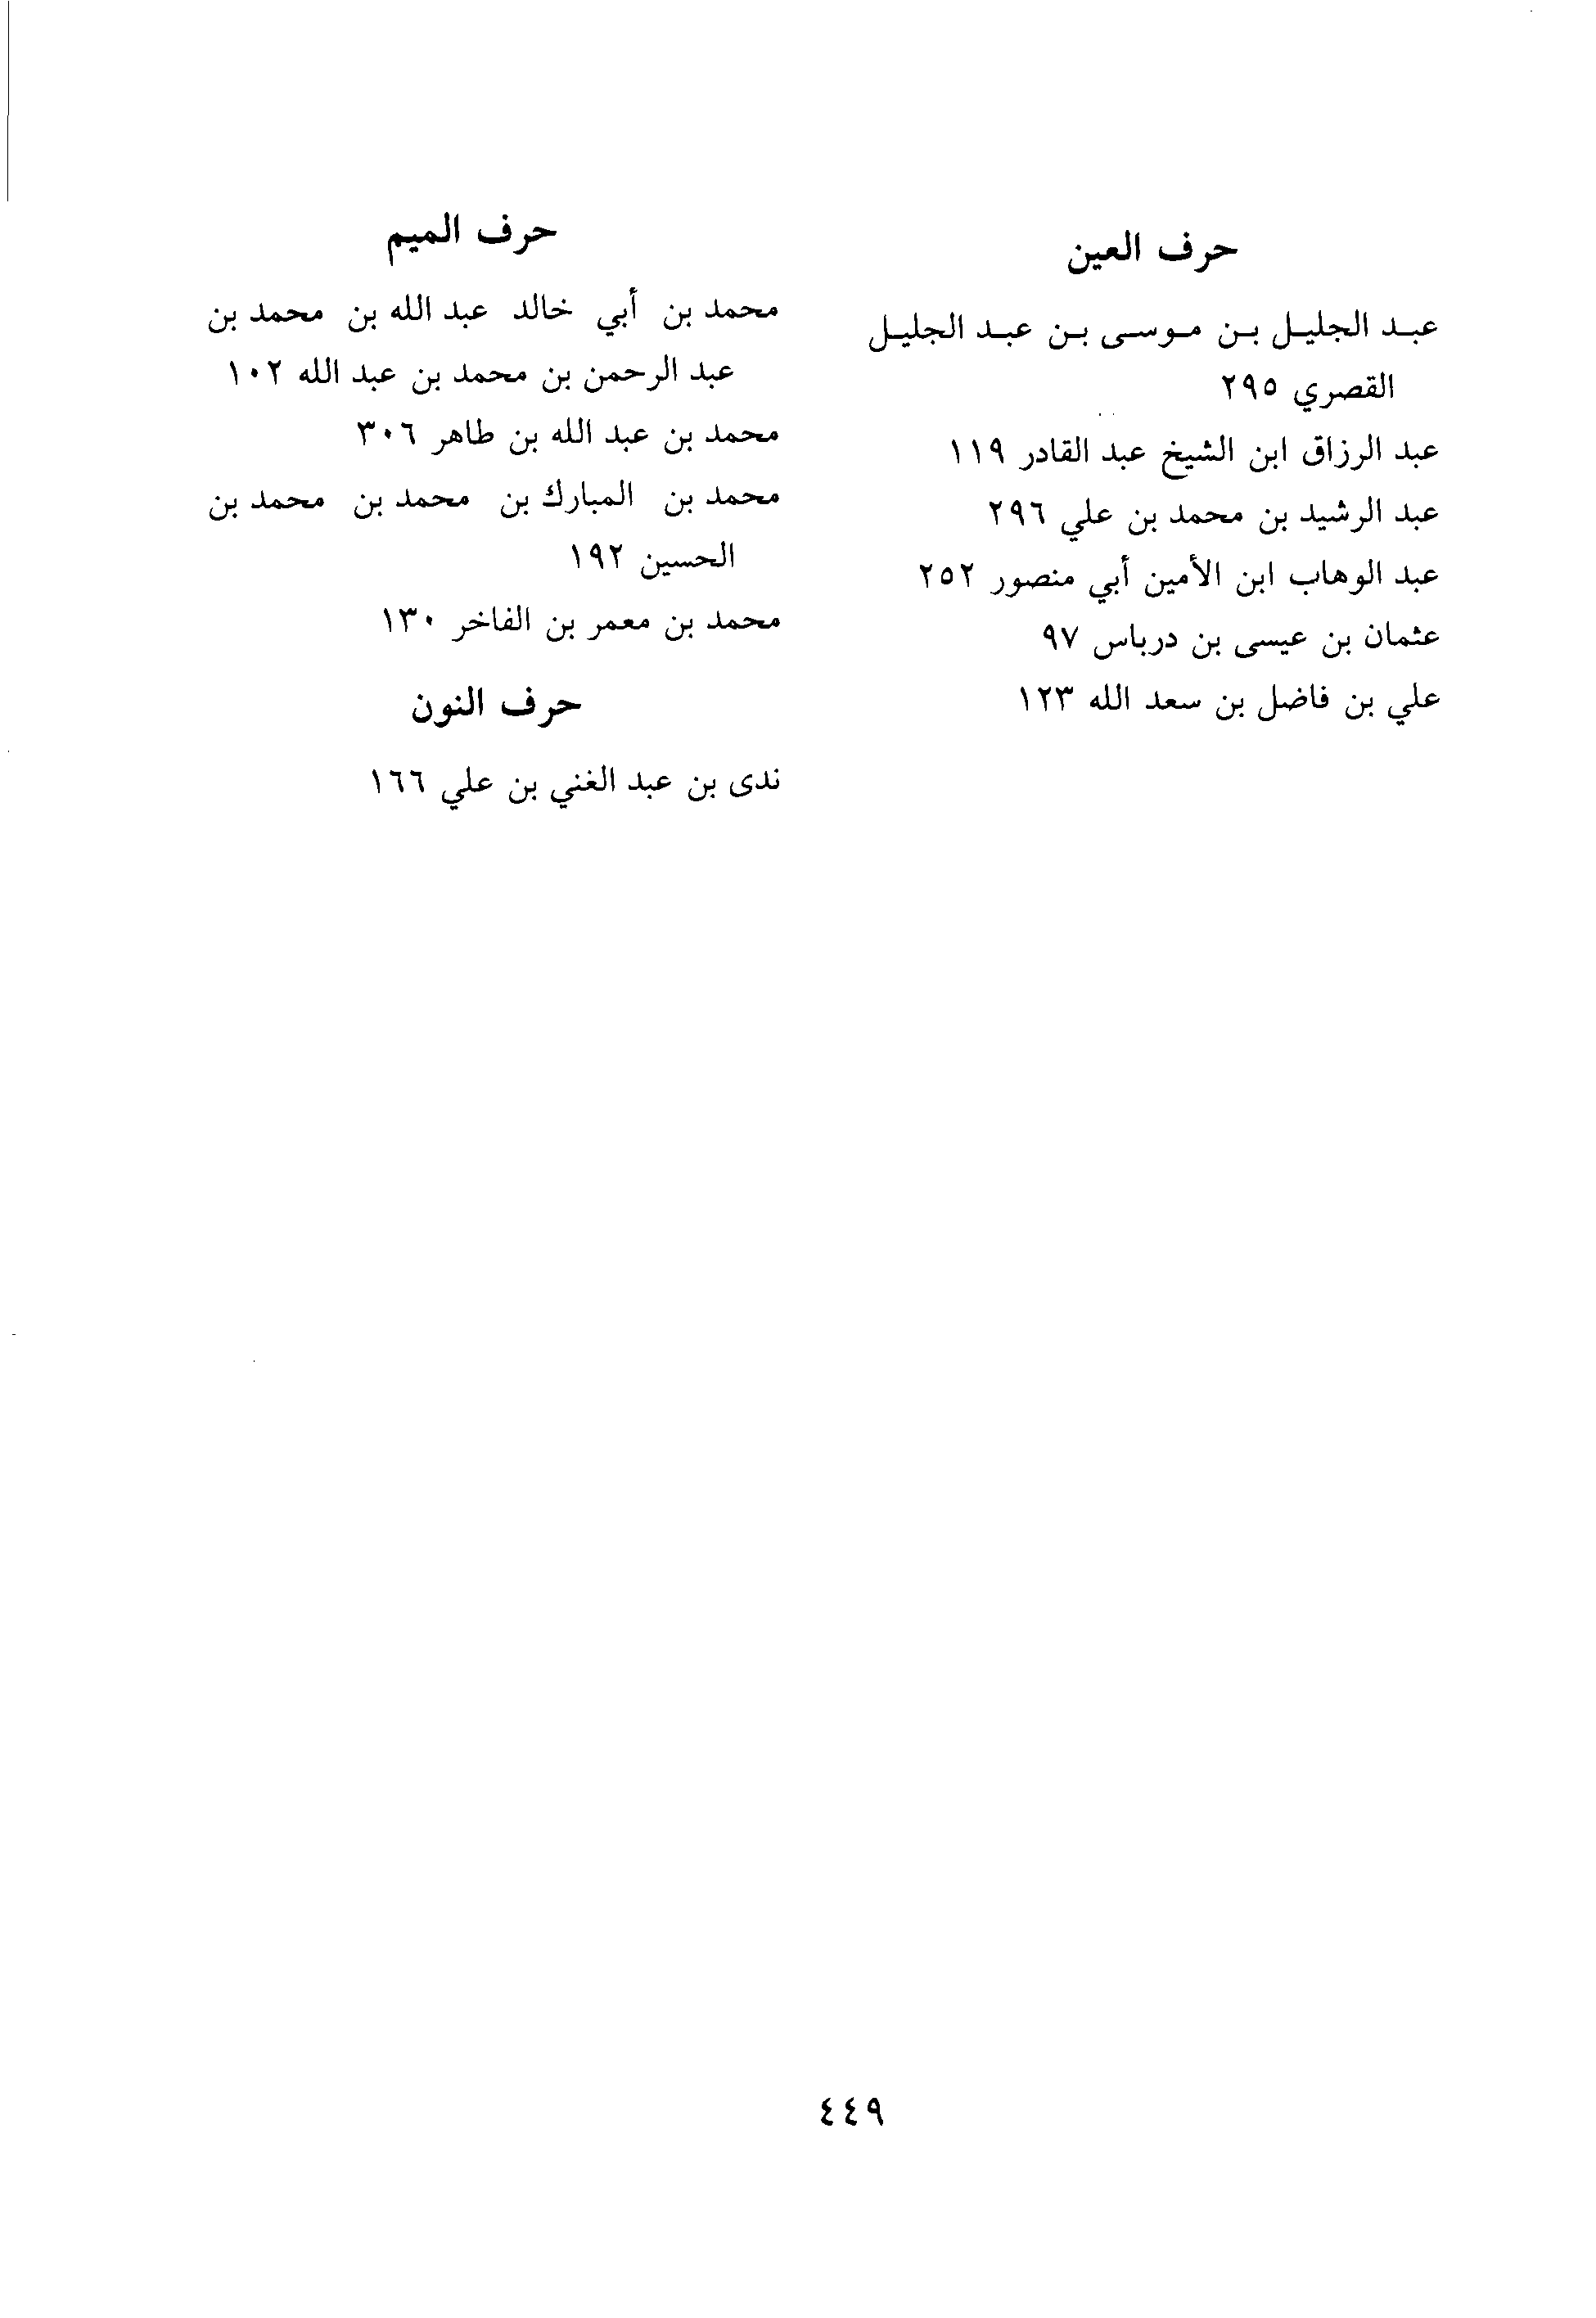 حرف العين
عبد الجليل بن موسى بن عبد الجليل
القصري ٢٩٥
عبد الرزاق ابن الشيخ عبد القادر ١١٩
عبد الرشيد بن محمد بن علي ٢٩٦
عبد الوهاب ابن الأمين أبي منصور ٢٥٢
عثمان بن عيسى بن درباس ٩٧
علي بن فاضل بن سعد الله ١٢٣
حرف الميم
محمد بن أبي خالد عبد الله بن محمد بن
عبد الرحمن بن محمد بن عبد الله ١٠٢
محمد بن عبد الله بن طاهر ٣٠٦
محمد بن المبارك بن محمد بن محمد بن
الحسين ١٩٢
محمد بن معمر بن الفاخر ١٣٠
حرف النون
ندى بن عبد الغني بن علي ١٦٦
٤٤٩